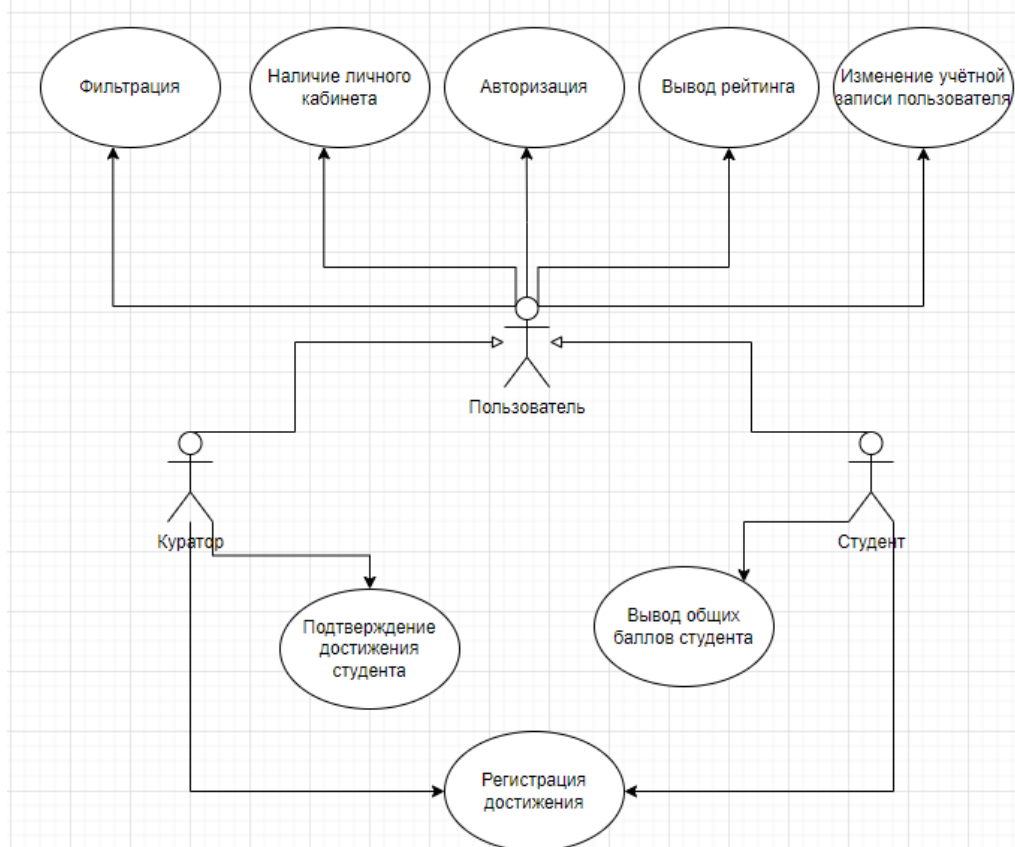 Фильтрация
Наличие личного
кабинета
Авторизация
Вывод рейтинга
Изменение учётной
записи пользователя
Пользователь
Куратор
Студент
Подтверждение
достижения
студента
Вывод общих
баллов студента
Регистрация
достижения